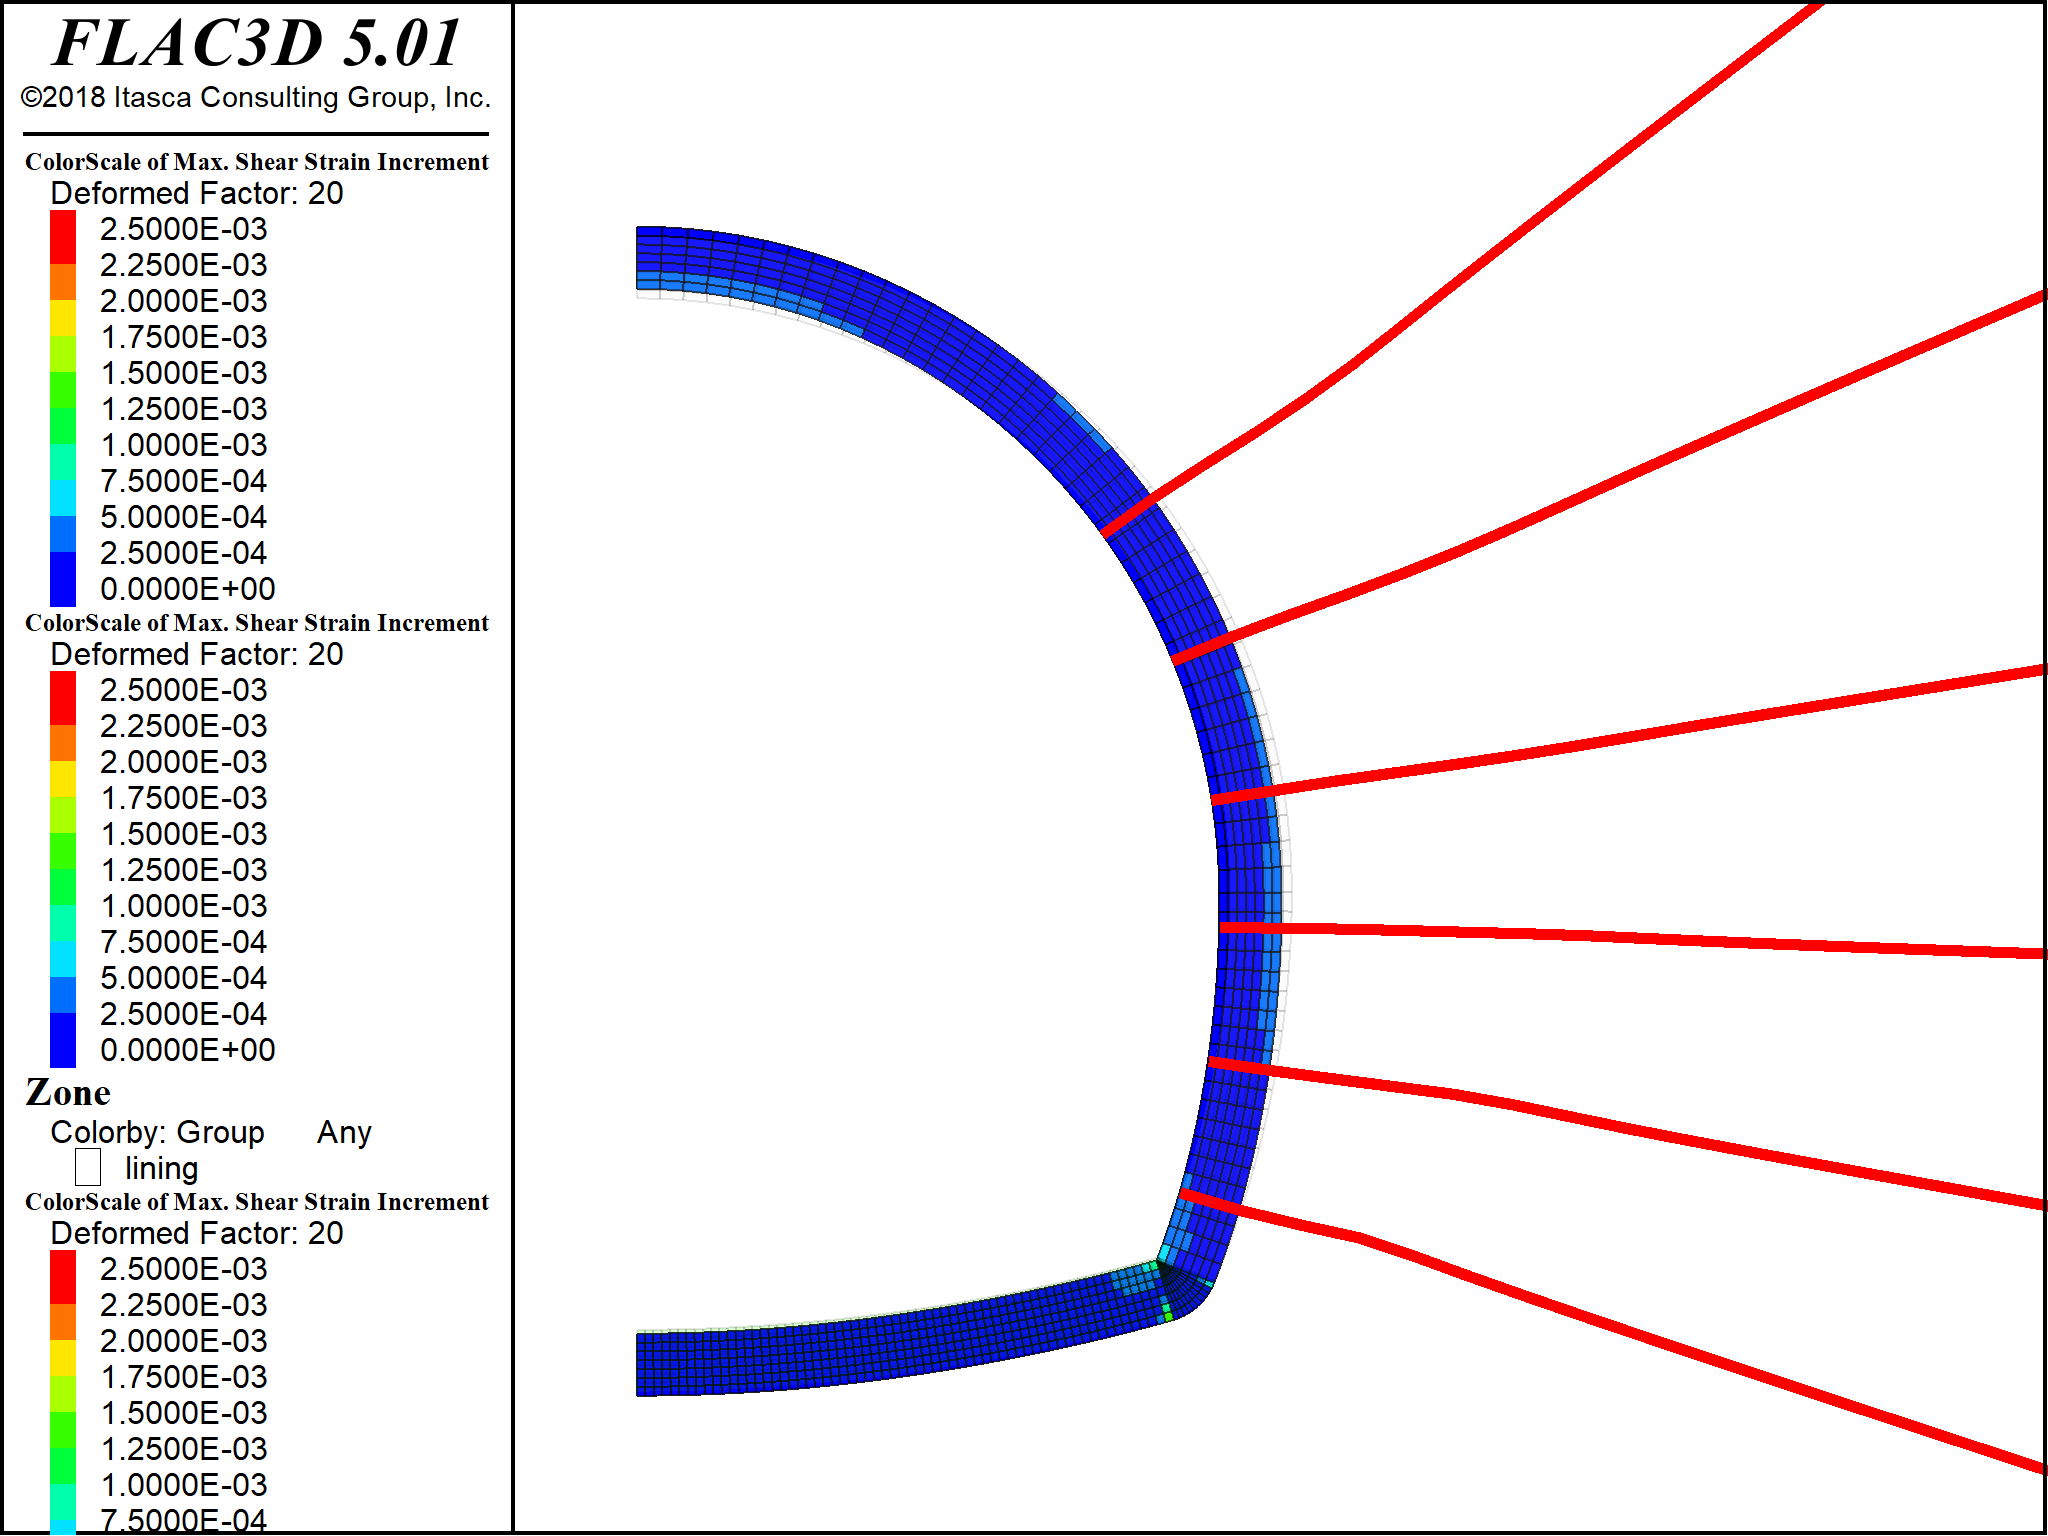 FLAC3D 5.01
©2018 Itasca Consulting Group, Inc.
ColorScale of Max. Shear Strain Increment
Deformed Factor: 20
2.5000E-03
2.2500E-03
2.0000E-03
1.7500E-03
1.5000E-03
1.2500E-03
1.0000E-03
7.5000E-04
5.0000E-04
2.5000E-04
0.0000E+00
ColorScale of Max. Shear Strain Increment
Deformed Factor: 20
2.5000E-03
2.2500E-03
2.0000E-03
1.7500E-03
1.5000E-03
1.2500E-03
1.0000E-03
7.5000E-04
5.0000E-04
2.5000E-04
0.0000E+00
Zone
Colorby: Group Any
lining
ColorScale of Max. Shear Strain Increment
Deformed Factor: 20
2.5000E-03
2.2500E-03
2.0000E-03
1.7500E-03
1.5000E-03
1.2500E-03
1.0000E-03
7.5000E-04